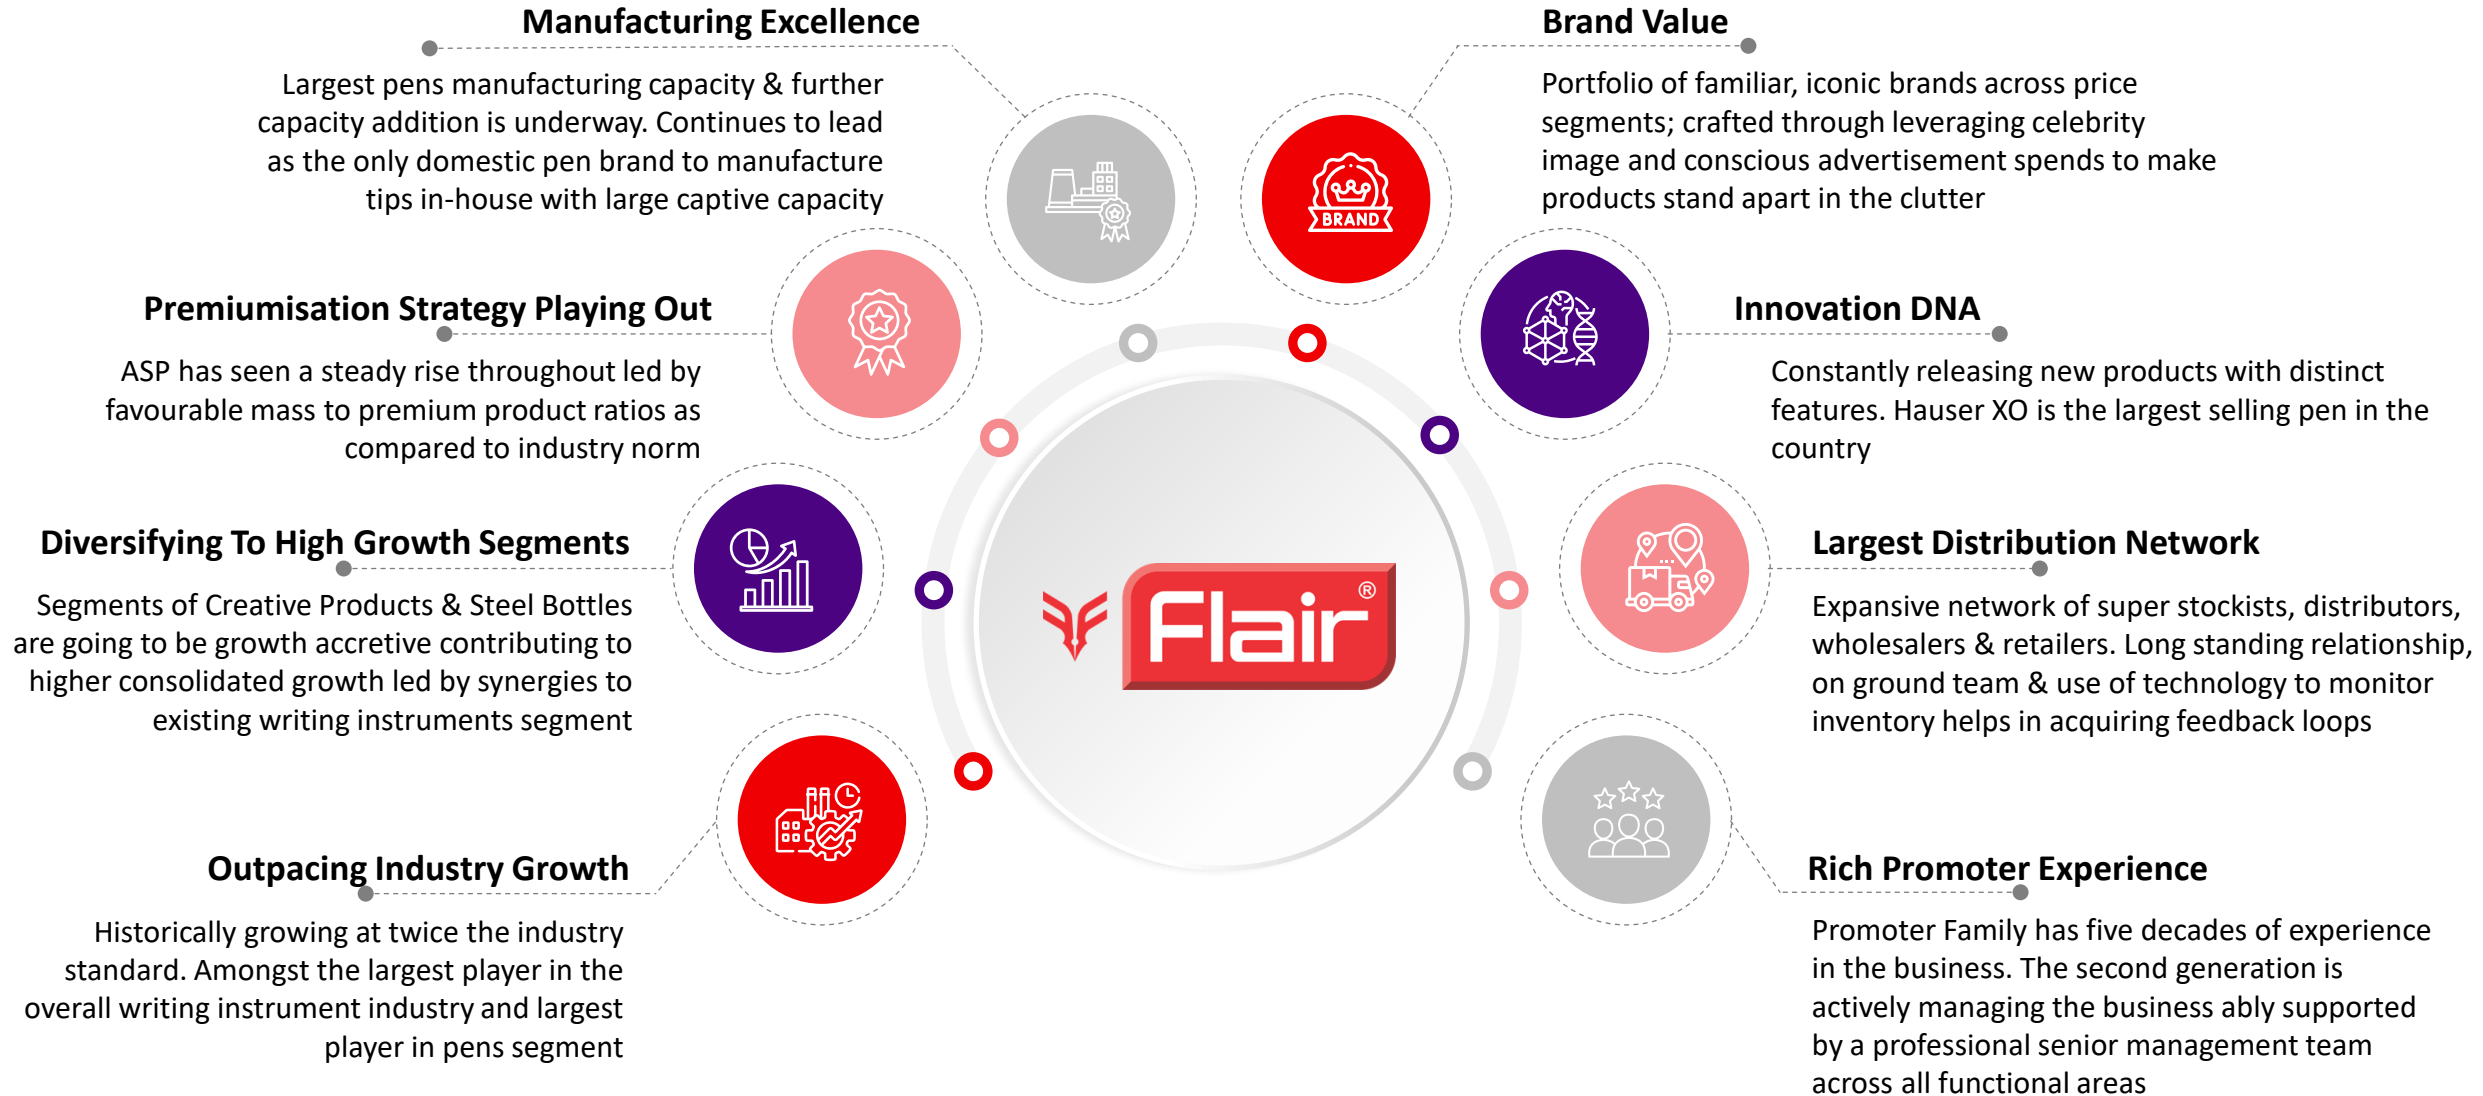 Manufacturing Excellence
Largest pens manufacturing capacity & further
capacity addition is underway. Continues to lead
as the only domestic pen brand to manufacture
tips in-house with large captive capacity
Premiumisation Strategy Playing Out
ASP has seen a steady rise throughout led by
favourable mass to premium product ratios as
compared to industry norm
Diversifying To High Growth Segments
Segments of Creative Products & Steel Bottles
are going to be growth accretive contributing to
higher consolidated growth led by synergies to
existing writing instruments segment
Outpacing Industry Growth
Historically growing at twice the industry
standard. Amongst the largest player in the
overall writing instrument industry and largest
player in pens segment
BRAND
Flair®
Brand Value
Portfolio of familiar, iconic brands across price
segments; crafted through leveraging celebrity
image and conscious advertisement spends to make
products stand apart in the clutter
Innovation DNA
Constantly releasing new products with distinct
features. Hauser XO is the largest selling pen in the
country
Largest Distribution Network
Expansive network of super stockists, distributors,
wholesalers & retailers. Long standing relationship,
on ground team & use of technology to monitor
inventory helps in acquiring feedback loops
Rich Promoter Experience
Promoter Family has five decades of experience
in the business. The second generation is
actively managing the business ably supported
by a professional senior management team
across all functional areas